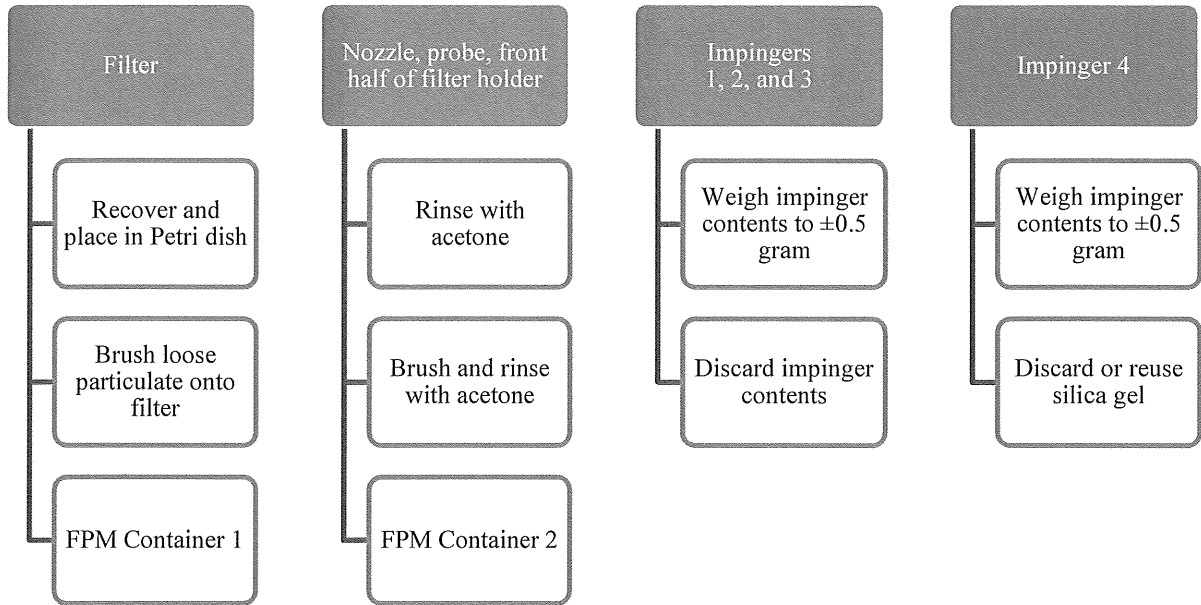 Filter
Recover and
place in Petri dish
Brush loose
particulate onto
filter
FPM Container 1
Nozzle, probe, front
half of filter holder
Rinse with
acetone
Brush and rinse
with acetone
FPM Container 2
Impingers
1, 2, and 3
Weigh impinger
contents to ±0.5
gram
Discard impinger
contents
Impinger 4
Weigh impinger
contents to ±0.5
gram
Discard or reuse
silica gel